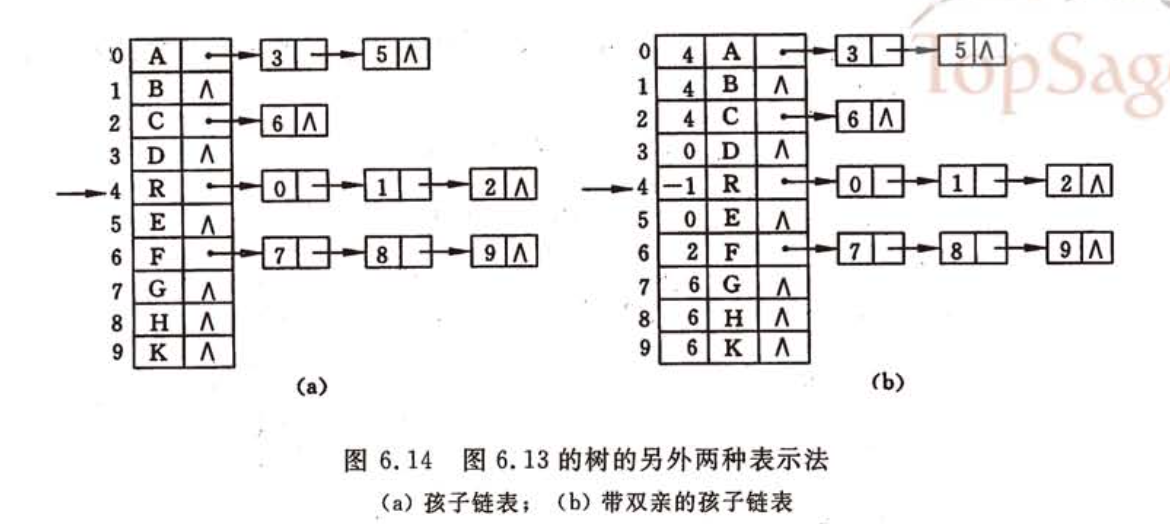 0 A 3 5 ∧
1 B ∧
2 C 6 ∧
3 D ∧
4 R 0 1 2 ∧
5 E ∧
6 F 7 8 9 ∧
7 G ∧
8 H ∧
9 K ∧
(a)
0 4 A 3 5 ∧
1 4 B ∧
2 4 C 6 ∧
3 0 D ∧
4 -1 R 0 1 2 ∧
5 0 E ∧
6 2 F 7 8 9 ∧
7 6 G ∧
8 6 H ∧
9 6 K ∧
(b)
TopSag
图 6.14 图 6.13 的树的另外两种表示法
(a) 孩子链表； (b) 带双亲的孩子链表